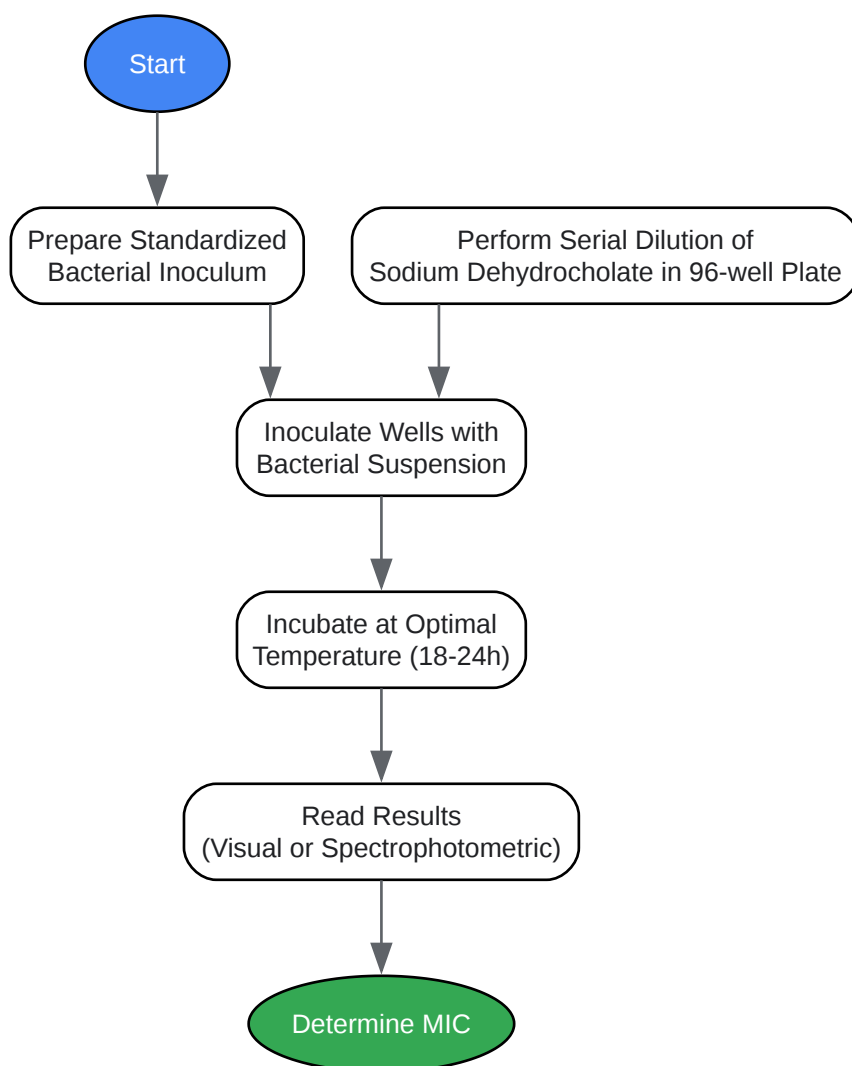 Start
Prepare Standardized
Bacterial Inoculum
Perform Serial Dilution of
Sodium Dehydrocholate in 96-well Plate
Inoculate Wells with
Bacterial Suspension
Incubate at Optimal
Temperature (18-24h)
Read Results
(Visual or Spectrophotometric)
Determine MIC